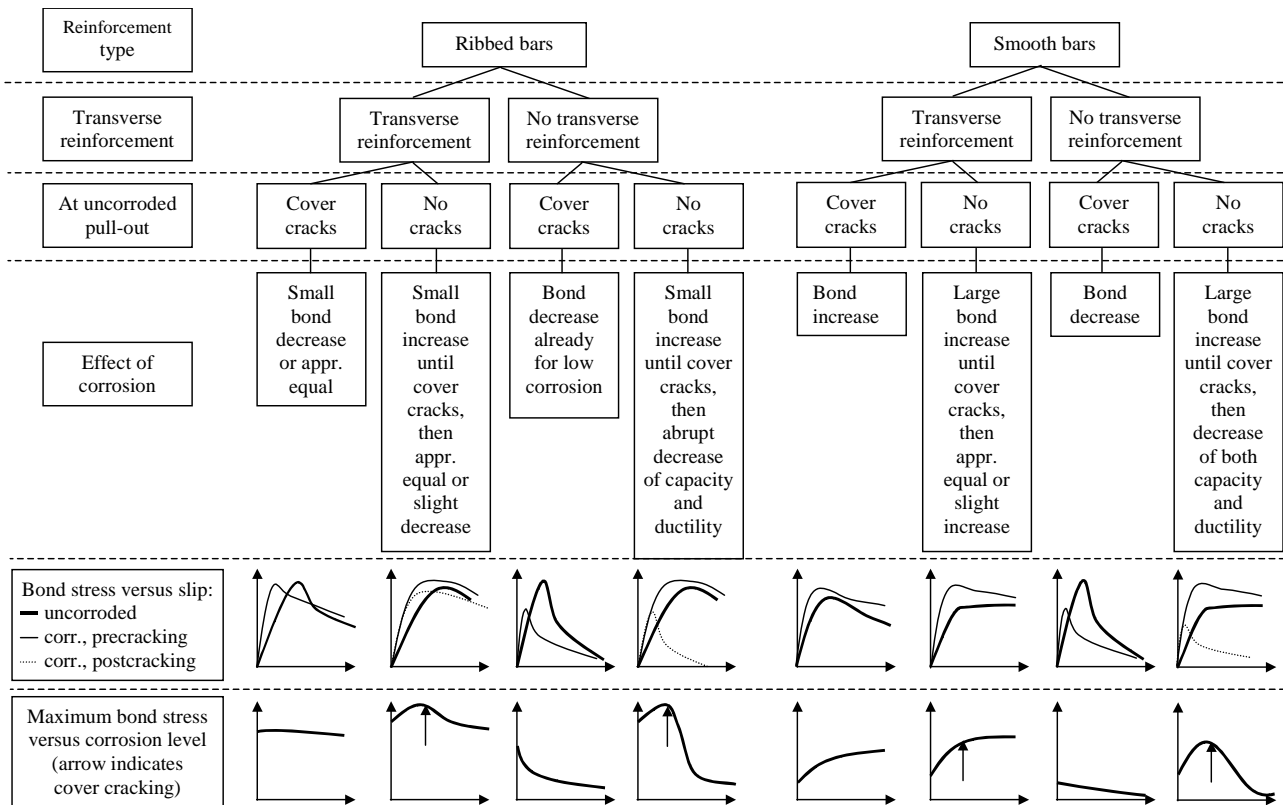 Reinforcement
type
Ribbed bars
Smooth bars
Transverse
reinforcement
Transverse
reinforcement
No transverse
reinforcement
Transverse
reinforcement
No transverse
reinforcement
At uncorroded
pull-out
Cover
cracks
No
cracks
Cover
cracks
No
cracks
Cover
cracks
No
cracks
Cover
cracks
No
cracks
Effect of
corrosion
Small
bond
decrease
or appr.
equal
Small
bond
increase
until
cover
cracks,
then
appr.
equal or
slight
decrease
Bond
decrease
already
for low
corrosion
Small
bond
increase
until cover
cracks,
then
abrupt
decrease
of capacity
and
ductility
Bond
increase
Large
bond
increase
until
cover
cracks,
then
appr.
equal or
slight
increase
Bond
decrease
Large
bond
increase
until cover
cracks,
then
decrease
of both
capacity
and
ductility
Bond stress versus slip:
uncorroded
corr., precracking
corr., postcracking
Maximum bond stress
versus corrosion level
(arrow indicates
cover cracking)